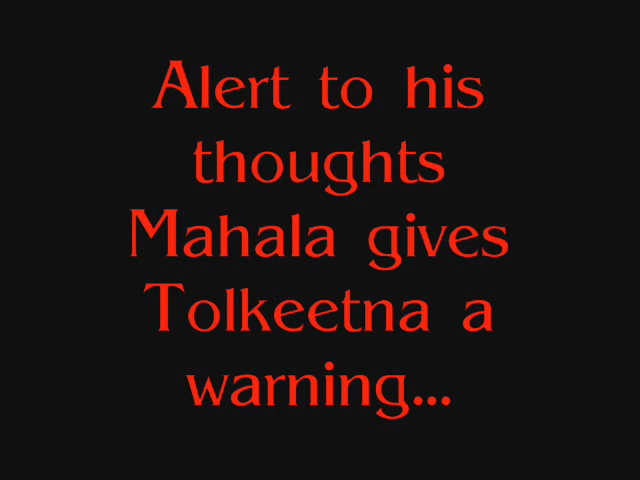 Alert to his
thoughts
Mahala gives
Tolkeetna a
warning...